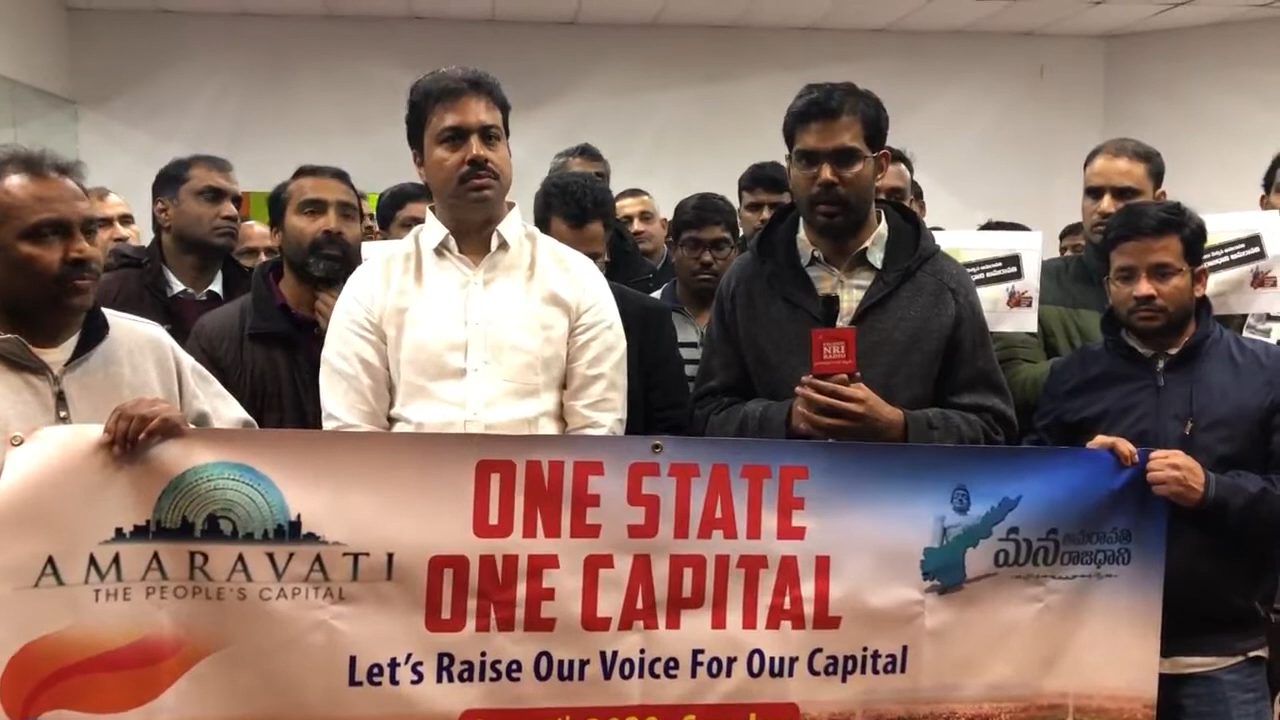 NRI
RADIO
ONE STATE
ONE CAPITAL
AMARAVATI
THE PEOPLE'S CAPITAL
మన అమరావతి
రాజధాని
Let's Raise Our Voice For Our Capital